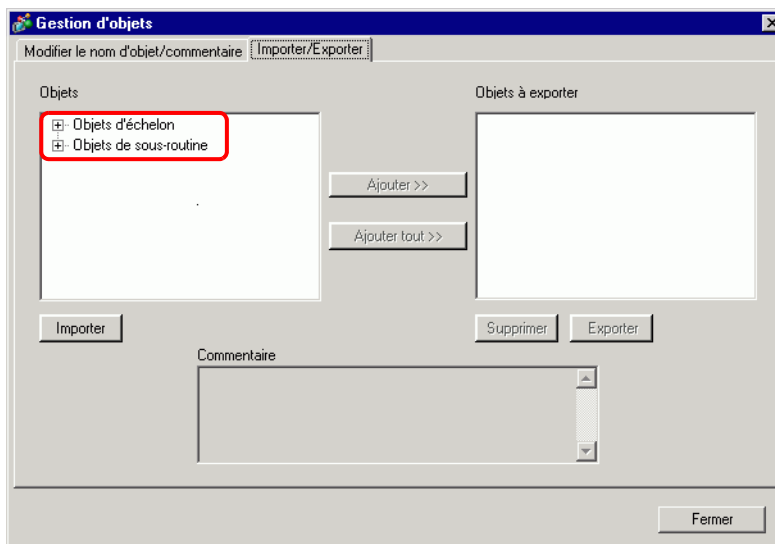 Gestion d'objets
Modifier le nom d'objet/commentaire Importer/Exporter
Objets
Objets à exporter
Objets d'échelon
Objets de sous-routine
Ajouter >>
Ajouter tout >>
Importer
Supprimer Exporter
Commentaire
Fermer